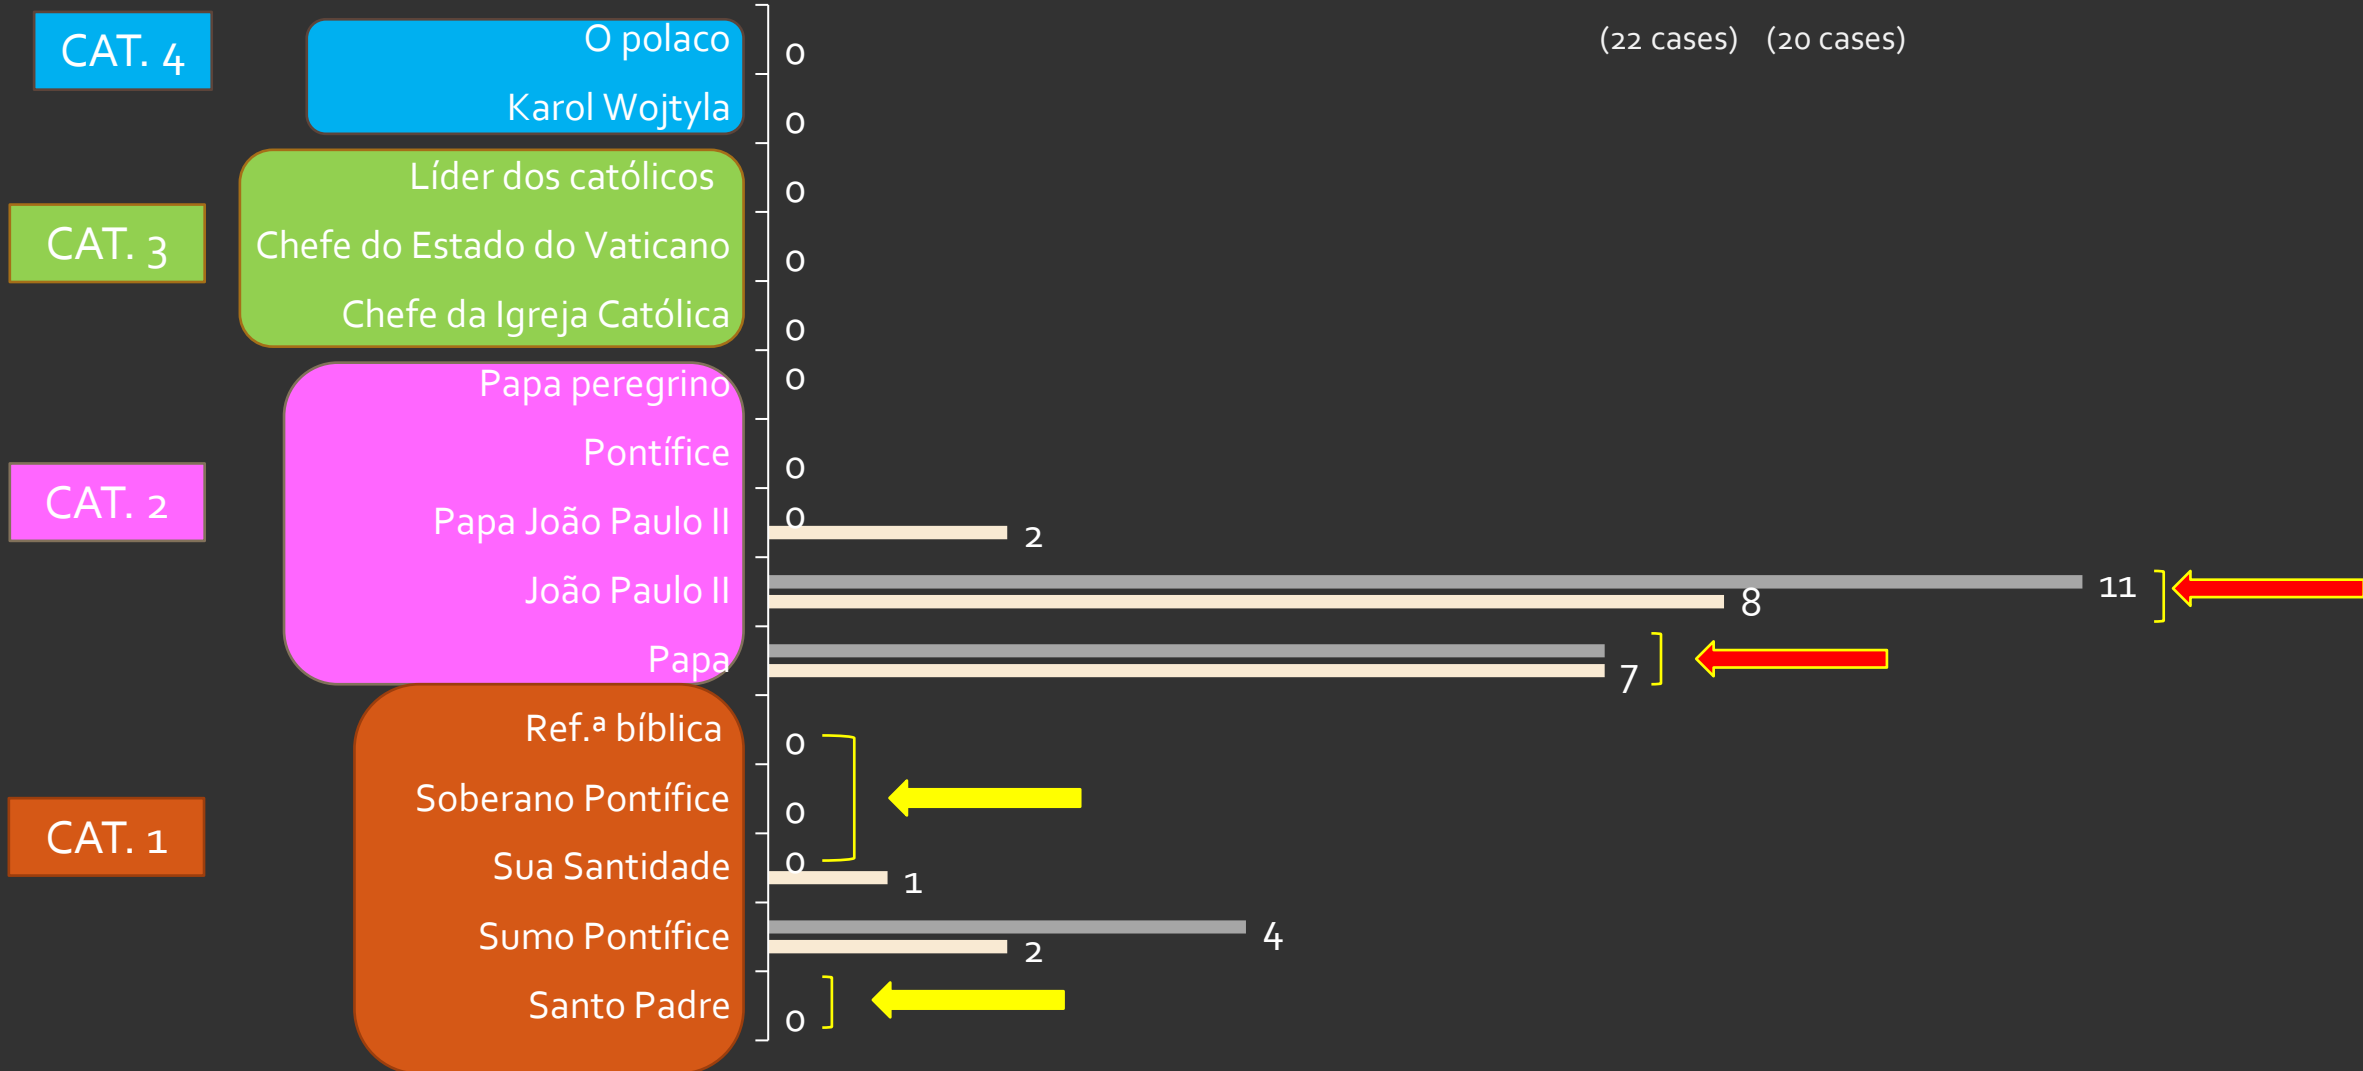 CAT. 4
O polaco
0
(22 cases) (20 cases)
Karol Wojtyla
0
Líder dos católicos
0
CAT. 3
Chefe do Estado do Vaticano
0
Chefe da Igreja Católica
0
Papa peregrino
0
Pontífice
0
CAT. 2
Papa João Paulo II
0
2
João Paulo II
11
8
Papa
7
Ref.ª bíblica
0
Soberano Pontífice
0
CAT. 1
Sua Santidade
0
1
Sumo Pontífice
4
2
Santo Padre
0